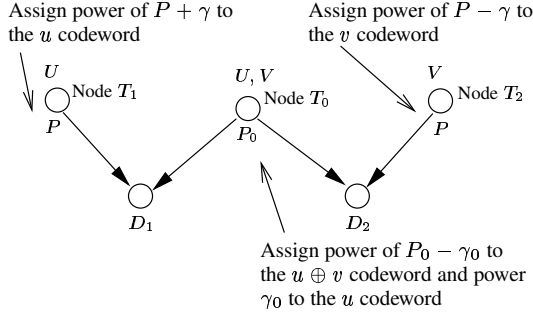 Assign power of P + γ to
the u codeword
Assign power of P − γ to
the v codeword
U
Node T₁
P
U, V
Node T₀
P₀
V
Node T₂
P
D₁
D₂
Assign power of P₀ − γ₀ to
the u ⊕ v codeword and power
γ₀ to the u codeword